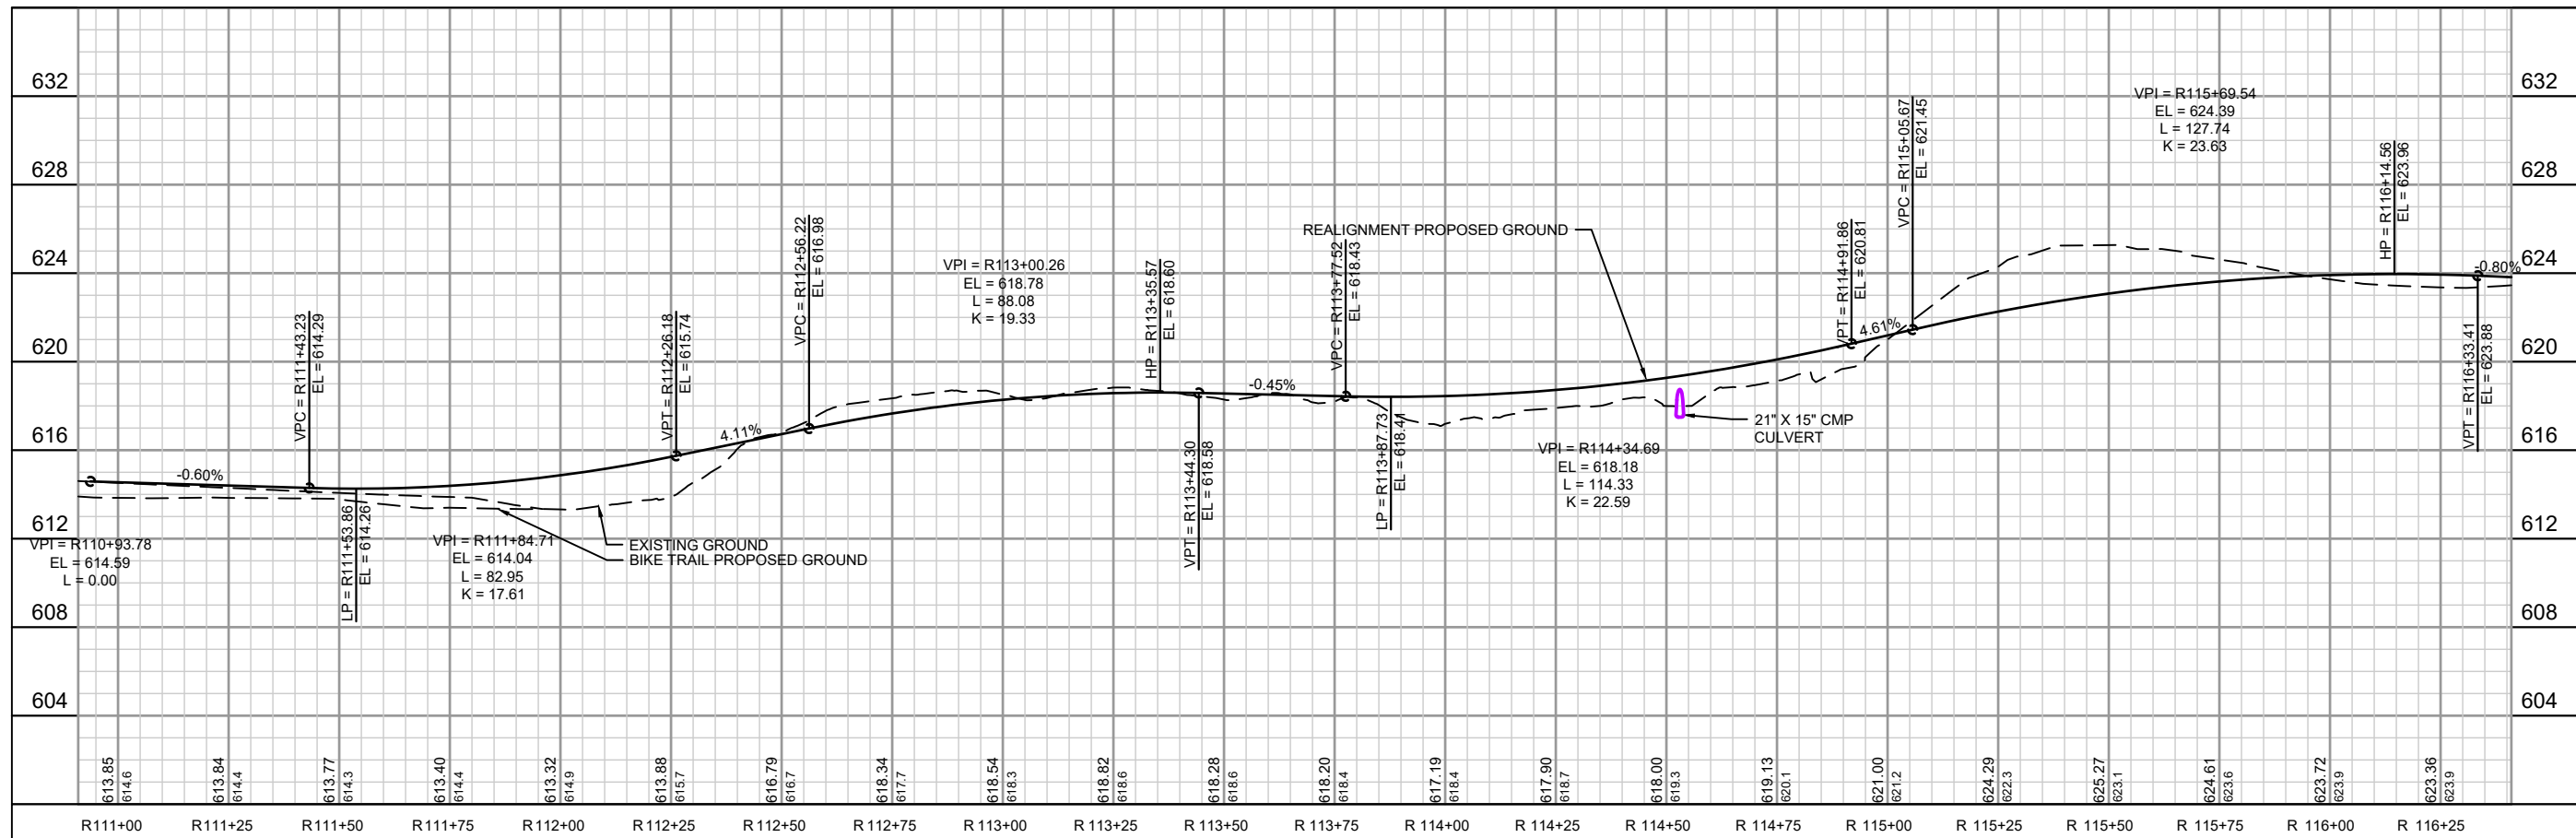 632
628
624
620
616
612
608
604
632
628
624
620
616
612
608
604
VPI = R110+93.78
EL = 614.59
L = 0.00
-0.60%
VPC = R111+43.23
EL = 614.29
LP = R111+53.86
EL = 614.26
VPI = R111+84.71
EL = 614.04
L = 82.95
K = 17.61
EXISTING GROUND
BIKE TRAIL PROPOSED GROUND
VPT = R112+26.18
EL = 615.74
4.11%
VPC = R112+56.22
EL = 616.98
VPI = R113+00.26
EL = 618.78
L = 88.08
K = 19.33
HP = R113+35.57
EL = 618.60
VPT = R113+44.30
EL = 618.58
-0.45%
REALIGNMENT PROPOSED GROUND
VPC = R113+77.52
EL = 618.43
LP = R113+87.73
EL = 618.41
VPI = R114+34.69
EL = 618.18
L = 114.33
K = 22.59
21" X 15" CMP
CULVERT
VPT = R114+91.86
EL = 620.81
4.61%
VPC = R115+05.67
EL = 621.45
VPI = R115+69.54
EL = 624.39
L = 127.74
K = 23.63
HP = R116+14.56
EL = 623.96
-0.80%
VPT = R116+33.41
EL = 623.88
613.85 614.6
613.84 614.4
613.77 614.3
613.40 614.4
613.32 614.9
613.88 615.7
616.79 616.7
618.34 617.7
618.54 618.3
618.82 618.6
618.28 618.6
618.20 618.4
617.19 618.4
617.90 618.7
618.00 619.3
619.13 620.1
621.00 621.2
624.29 622.3
625.27 623.1
624.61 623.6
623.72 623.9
623.36 623.9
R111+00 R111+25 R111+50 R111+75 R112+00 R112+25 R112+50 R112+75 R113+00 R 113+25 R 113+50 R 113+75 R 114+00 R 114+25 R 114+50 R 114+75 R 115+00 R 115+25 R 115+50 R 115+75 R 116+00 R 116+25